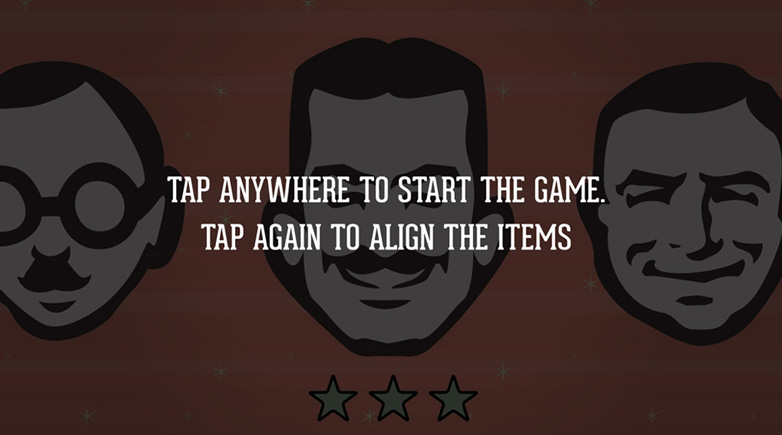 TAP ANYWHERE TO START THE GAME.
TAP AGAIN TO ALIGN THE ITEMS